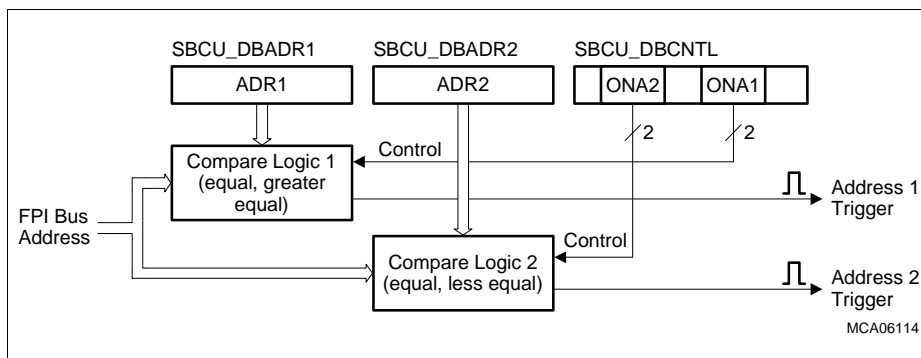 SBCU_DBADR1
SBCU_DBADR2
SBCU_DBCNTL
ADR1
ADR2
ONA2
ONA1
2
2
Control
Compare Logic 1
(equal, greater
equal)
Address 1
Trigger
FPI Bus
Address
Control
Compare Logic 2
(equal, less equal)
Address 2
Trigger
MCA06114